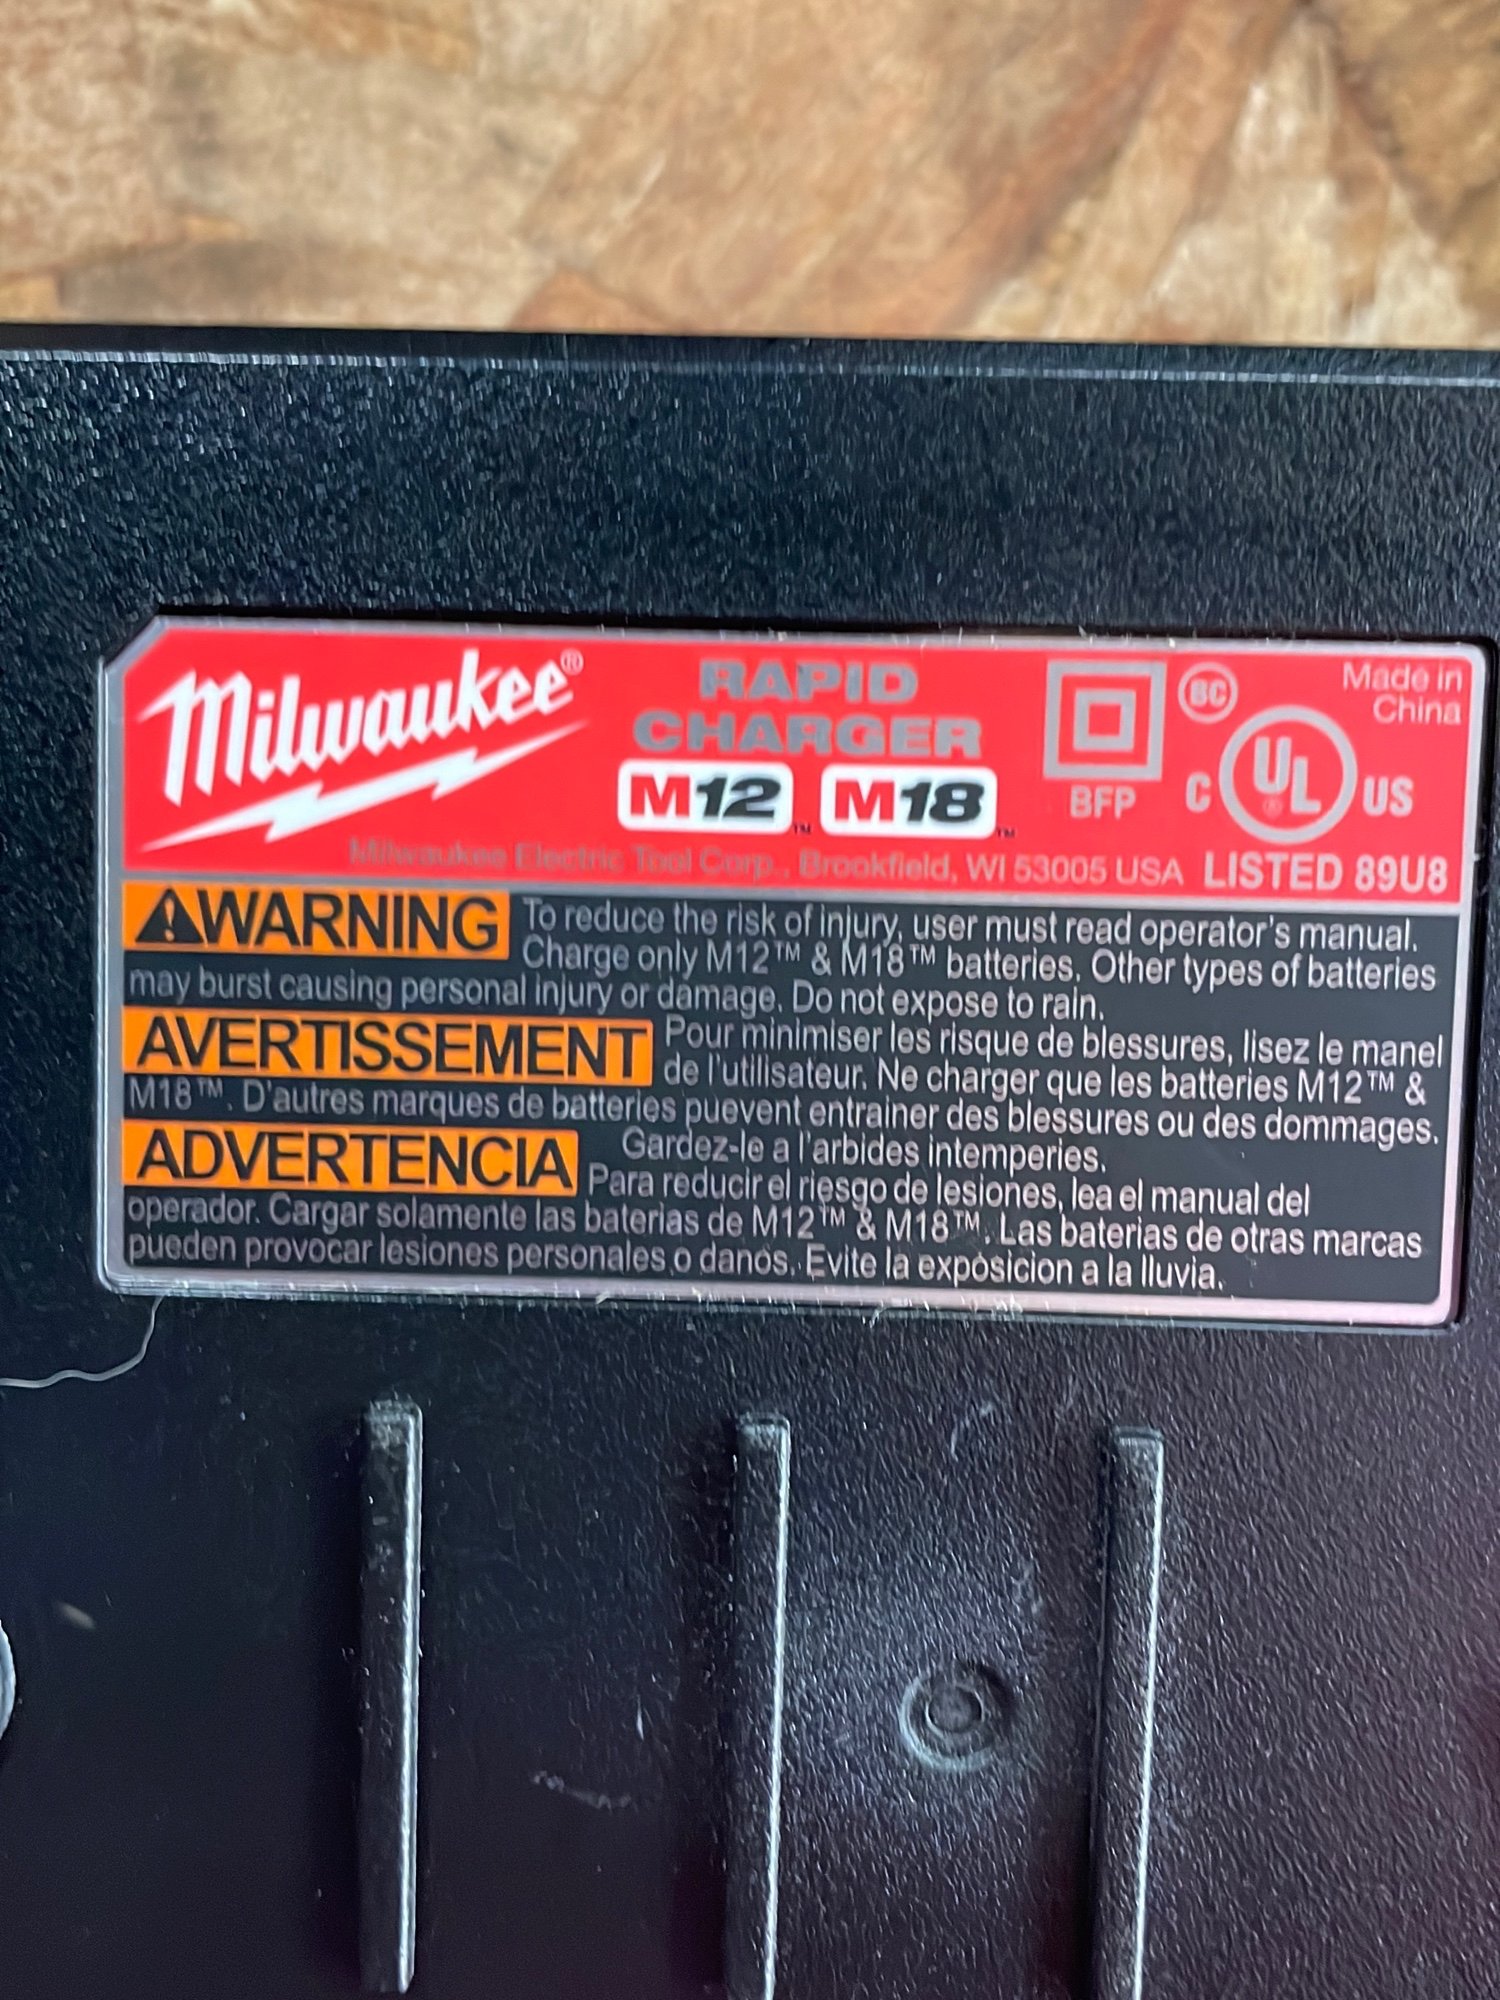 Milwaukee®
RAPID
CHARGER
M12™ M18™
BFP
BC
C UL® US
Made in
China
Milwaukee Electric Tool Corp., Brookfield, WI 53005 USA LISTED 89U8
WARNING To reduce the risk of injury, user must read operator's manual.
Charge only M12™ & M18™ batteries. Other types of batteries
may burst causing personal injury or damage. Do not expose to rain.
AVERTISSEMENT Pour minimiser les risque de blessures, lisez le manel
de l'utilisateur. Ne charger que les batteries M12™ &
M18™. D'autres marques de batteries puevent entrainer des blessures ou des dommages.
Gardez-le a l'arbides intemperies.
ADVERTENCIA Para reducir el riesgo de lesiones, lea el manual del
operador. Cargar solamente las baterias de M12™ & M18™. Las baterias de otras marcas
pueden provocar lesiones personales o danos. Evite la exposicion a la lluvia.